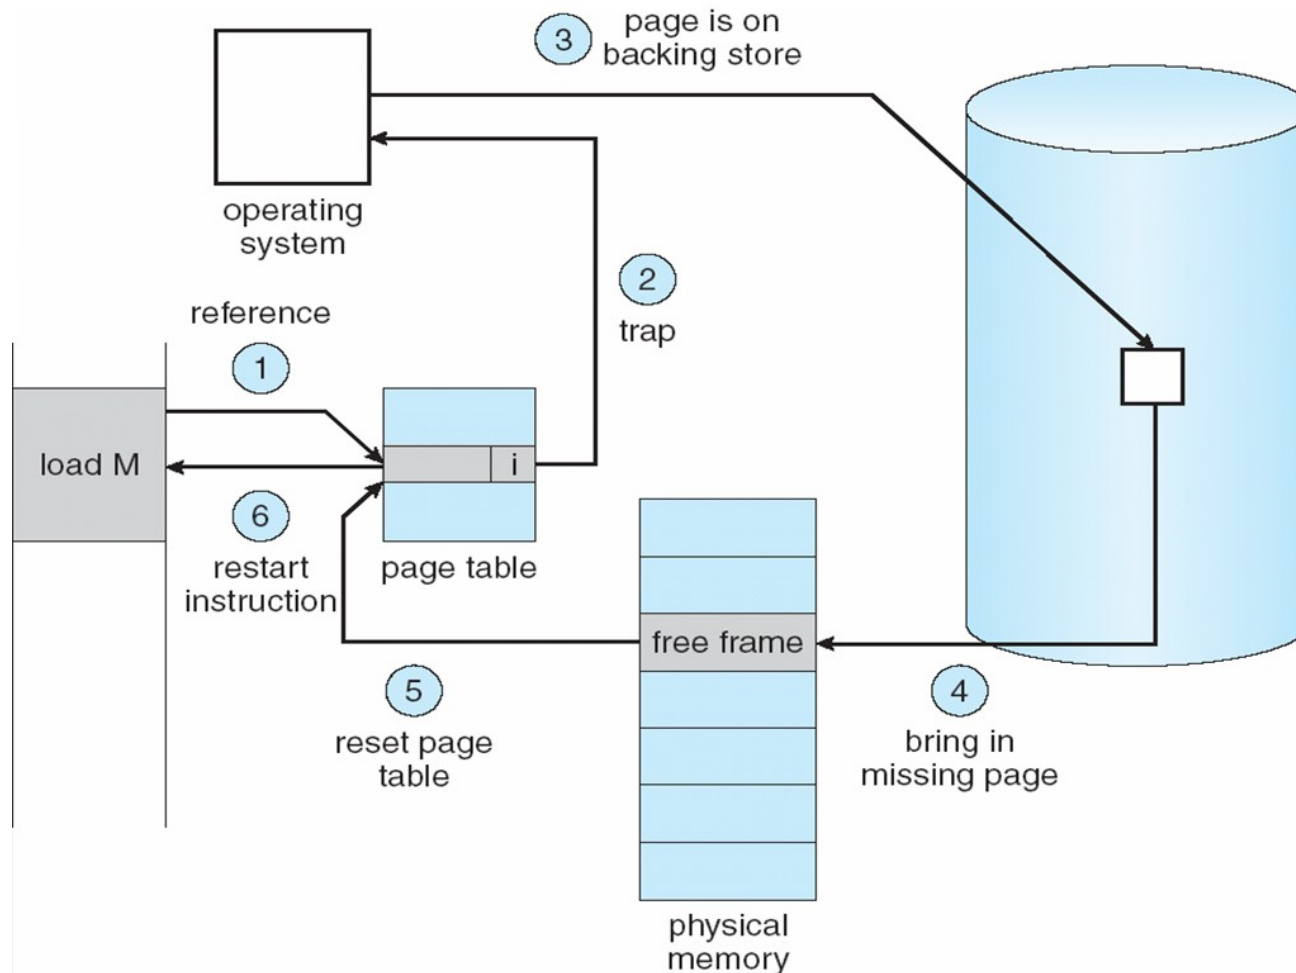 3
page is on
backing store
operating
system
2
trap
reference
1
load M
i
6
restart
instruction
page table
free frame
5
reset page
table
4
bring in
missing page
physical
memory